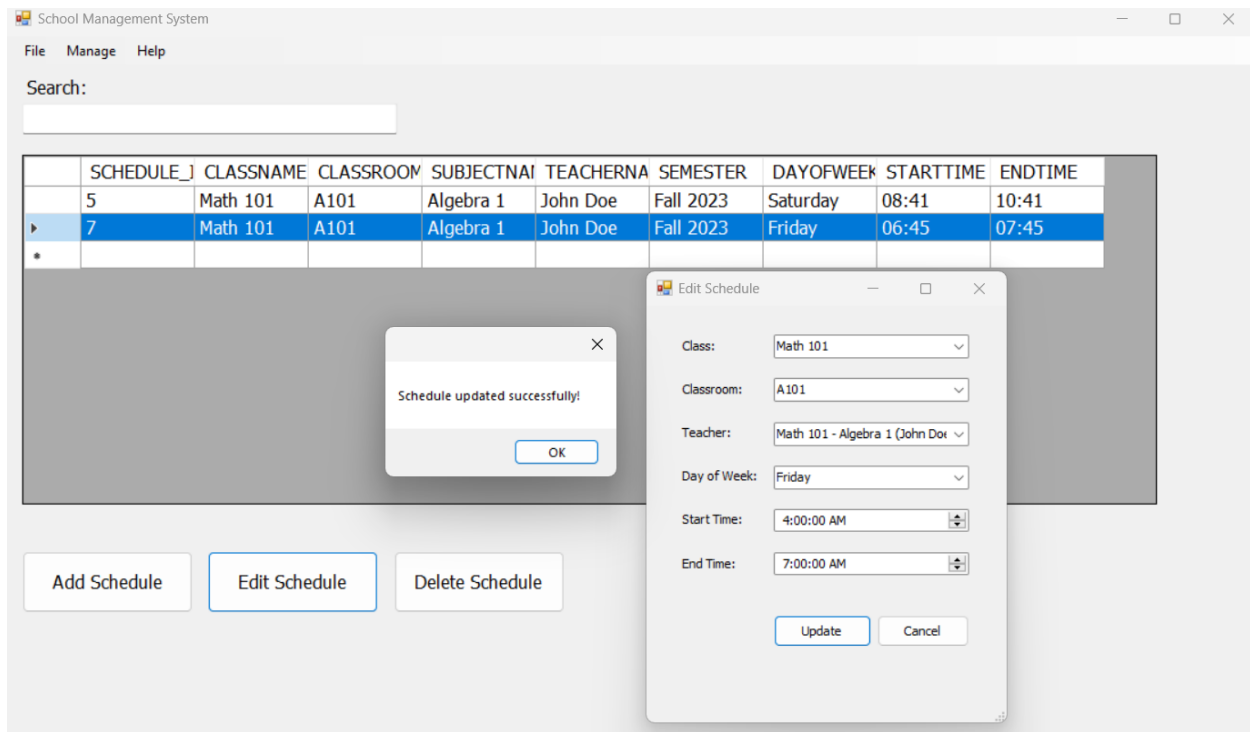 School Management System
File Manage Help
Search:
SCHEDULE_I CLASSNAME CLASSROOM SUBJECTNAI TEACHERNA SEMESTER DAYOFWEEK STARTTIME ENDTIME
5 Math 101 A101 Algebra 1 John Doe Fall 2023 Saturday 08:41 10:41
7 Math 101 A101 Algebra 1 John Doe Fall 2023 Friday 06:45 07:45
Schedule updated successfully!
OK
Edit Schedule
Class: Math 101
Classroom: A101
Teacher: Math 101 - Algebra 1 (John Doe
Day of Week: Friday
Start Time: 4:00:00 AM
End Time: 7:00:00 AM
Update Cancel
Add Schedule Edit Schedule Delete Schedule